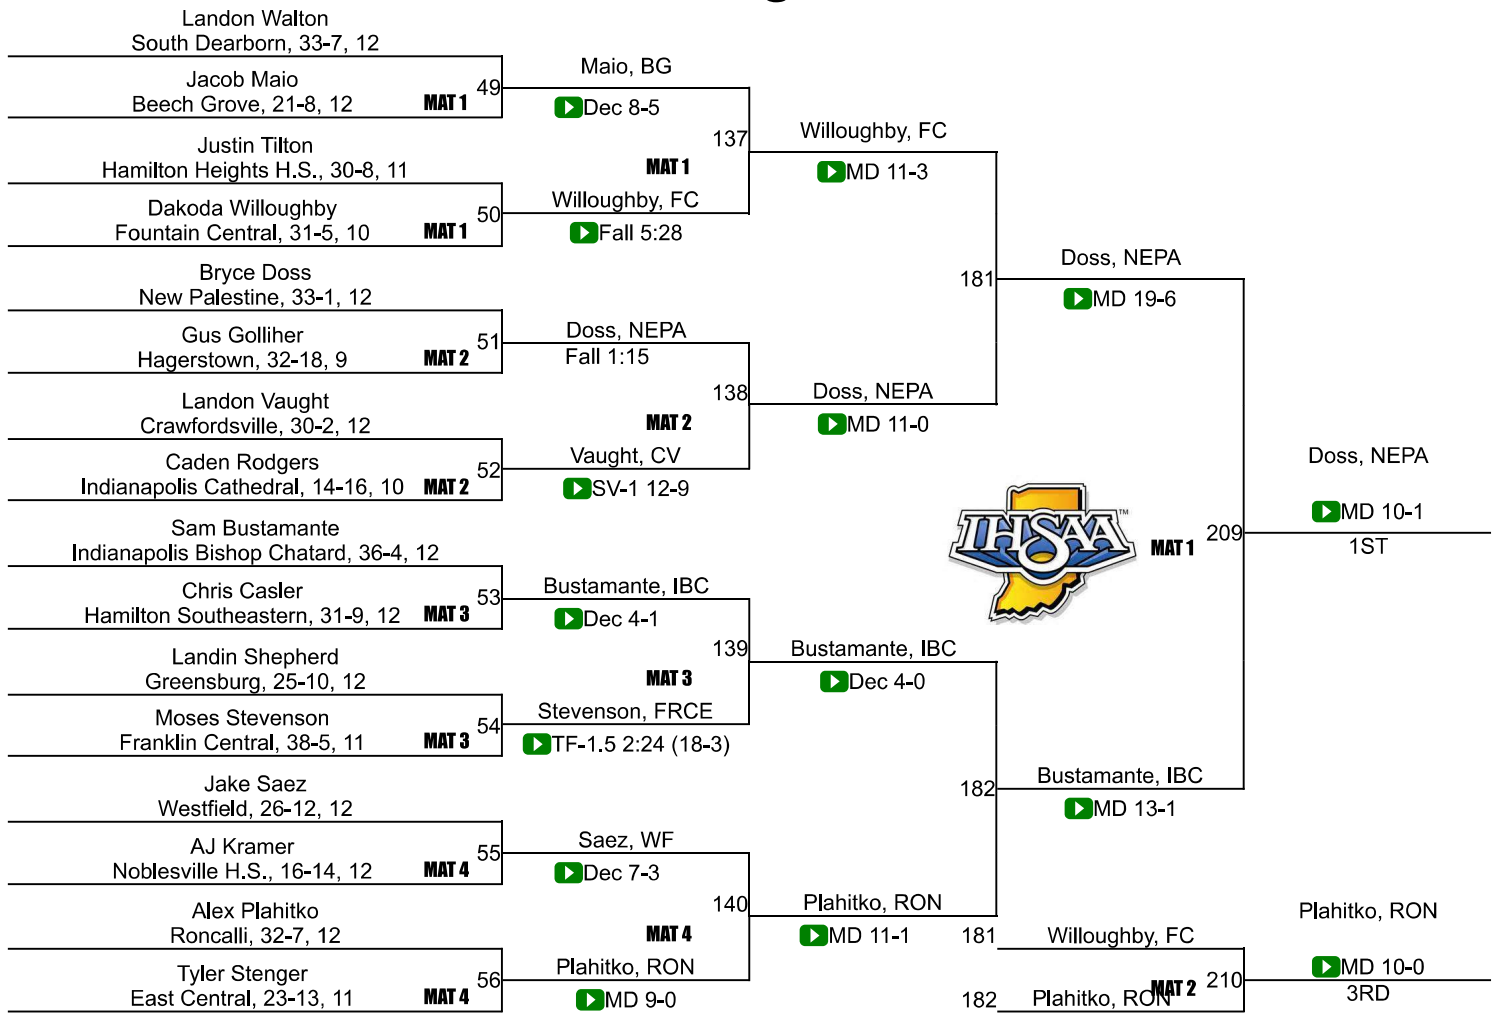 Landon Walton
South Dearborn, 33-7, 12
Jacob Maio
Beech Grove, 21-8, 12
MAT 1
49
Justin Tilton
Hamilton Heights H.S., 30-8, 11
Dakoda Willoughby
Fountain Central, 31-5, 10
MAT 1
50
Bryce Doss
New Palestine, 33-1, 12
Gus Golliher
Hagerstown, 32-18, 9
MAT 2
51
Landon Vaught
Crawfordsville, 30-2, 12
Caden Rodgers
Indianapolis Cathedral, 14-16, 10
MAT 2
52
Sam Bustamante
Indianapolis Bishop Chatard, 36-4, 12
Chris Casler
Hamilton Southeastern, 31-9, 12
MAT 3
53
Landin Shepherd
Greensburg, 25-10, 12
Moses Stevenson
Franklin Central, 38-5, 11
MAT 3
54
Jake Saez
Westfield, 26-12, 12
AJ Kramer
Noblesville H.S., 16-14, 12
MAT 4
55
Alex Plahitko
Roncalli, 32-7, 12
Tyler Stenger
East Central, 23-13, 11
MAT 4
56
Maio, BG
Dec 8-5
137
MAT 1
Willoughby, FC
Fall 5:28
Doss, NEPA
Fall 1:15
138
MAT 2
Vaught, CV
SV-1 12-9
Bustamante, IBC
Dec 4-1
139
MAT 3
Stevenson, FRCE
TF-1.5 2:24 (18-3)
Saez, WF
Dec 7-3
140
MAT 4
Plahitko, RON
MD 9-0
Willoughby, FC
MD 11-3
181
Doss, NEPA
MD 11-0
Bustamante, IBC
Dec 4-0
182
Plahitko, RON
MD 11-1
Doss, NEPA
MD 19-6
IHSAA
TM
MAT 1
209
Bustamante, IBC
MD 13-1
Doss, NEPA
MD 10-1
1ST
181
Willoughby, FC
182
Plahitko, RON
MAT 2
210
Plahitko, RON
MD 10-0
3RD